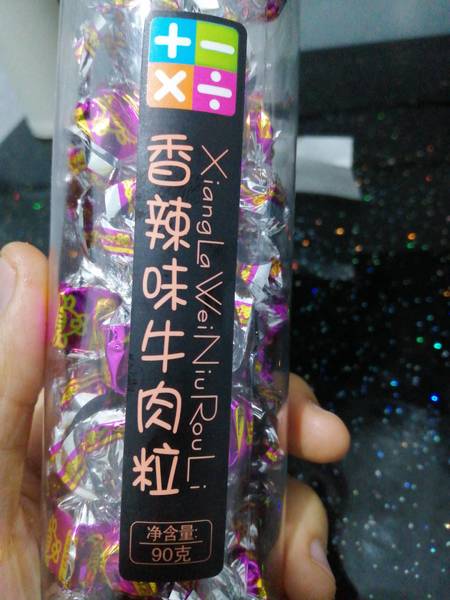 + −
× ÷
香辣味牛肉粒
XiangLaWeiNiuRouLi
净含量:
90克